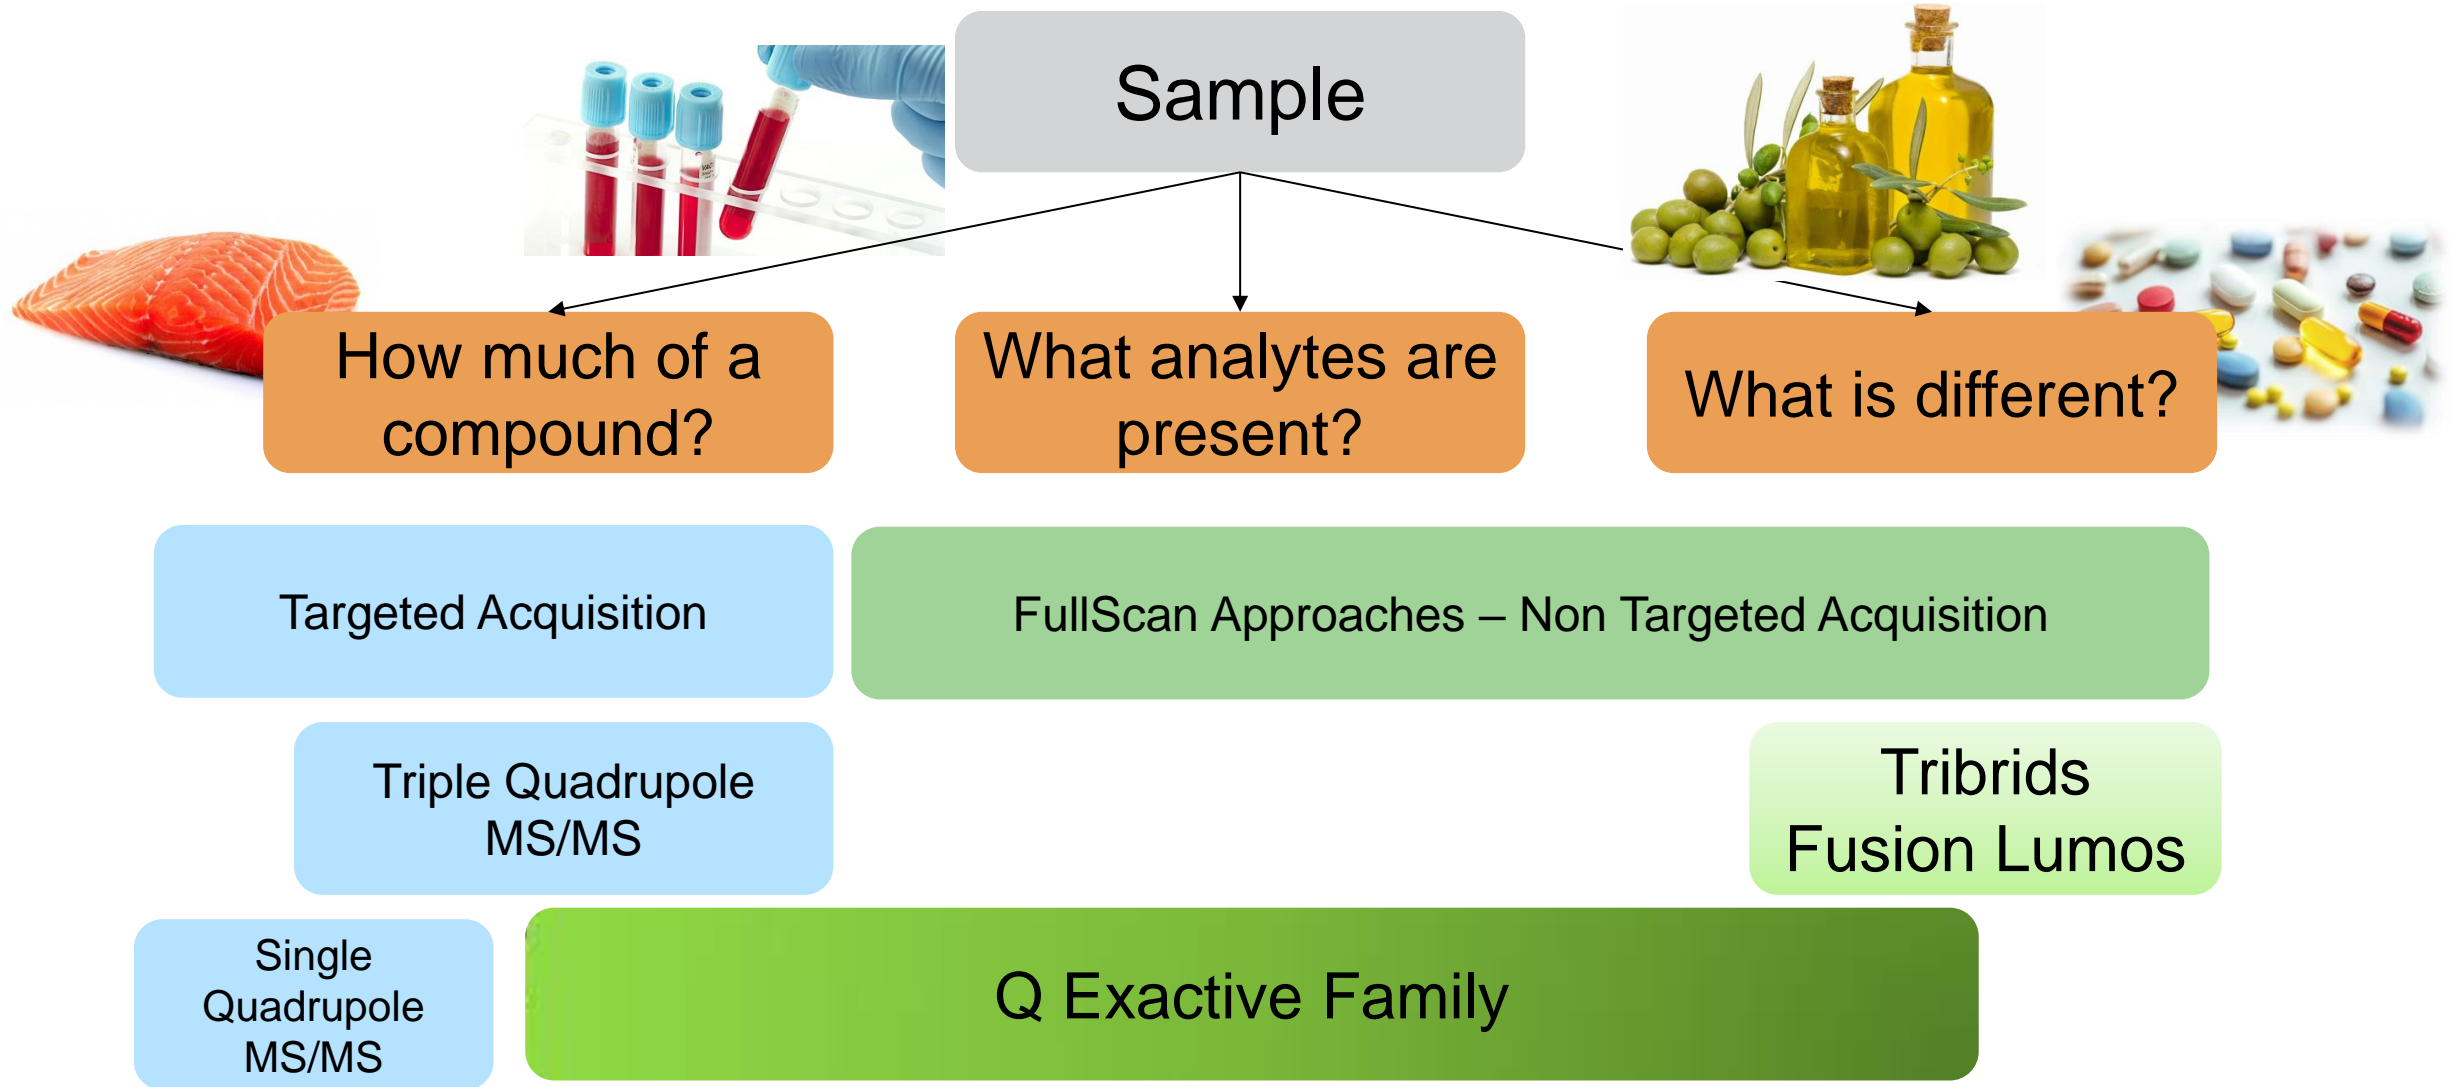 Sample
How much of a
compound?
What analytes are
present?
What is different?
Targeted Acquisition
FullScan Approaches – Non Targeted Acquisition
Triple Quadrupole
MS/MS
Tribrids
Fusion Lumos
Single
Quadrupole
MS/MS
Q Exactive Family